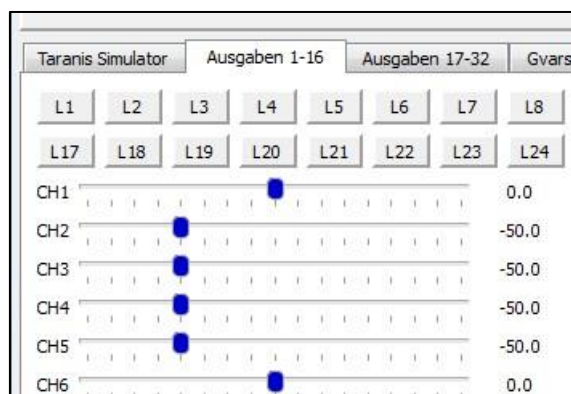 Taranis Simulator Ausgaben 1-16 Ausgaben 17-32 Gvars
L1 L2 L3 L4 L5 L6 L7 L8
L17 L18 L19 L20 L21 L22 L23 L24
CH1 0.0
CH2 -50.0
CH3 -50.0
CH4 -50.0
CH5 -50.0
CH6 0.0